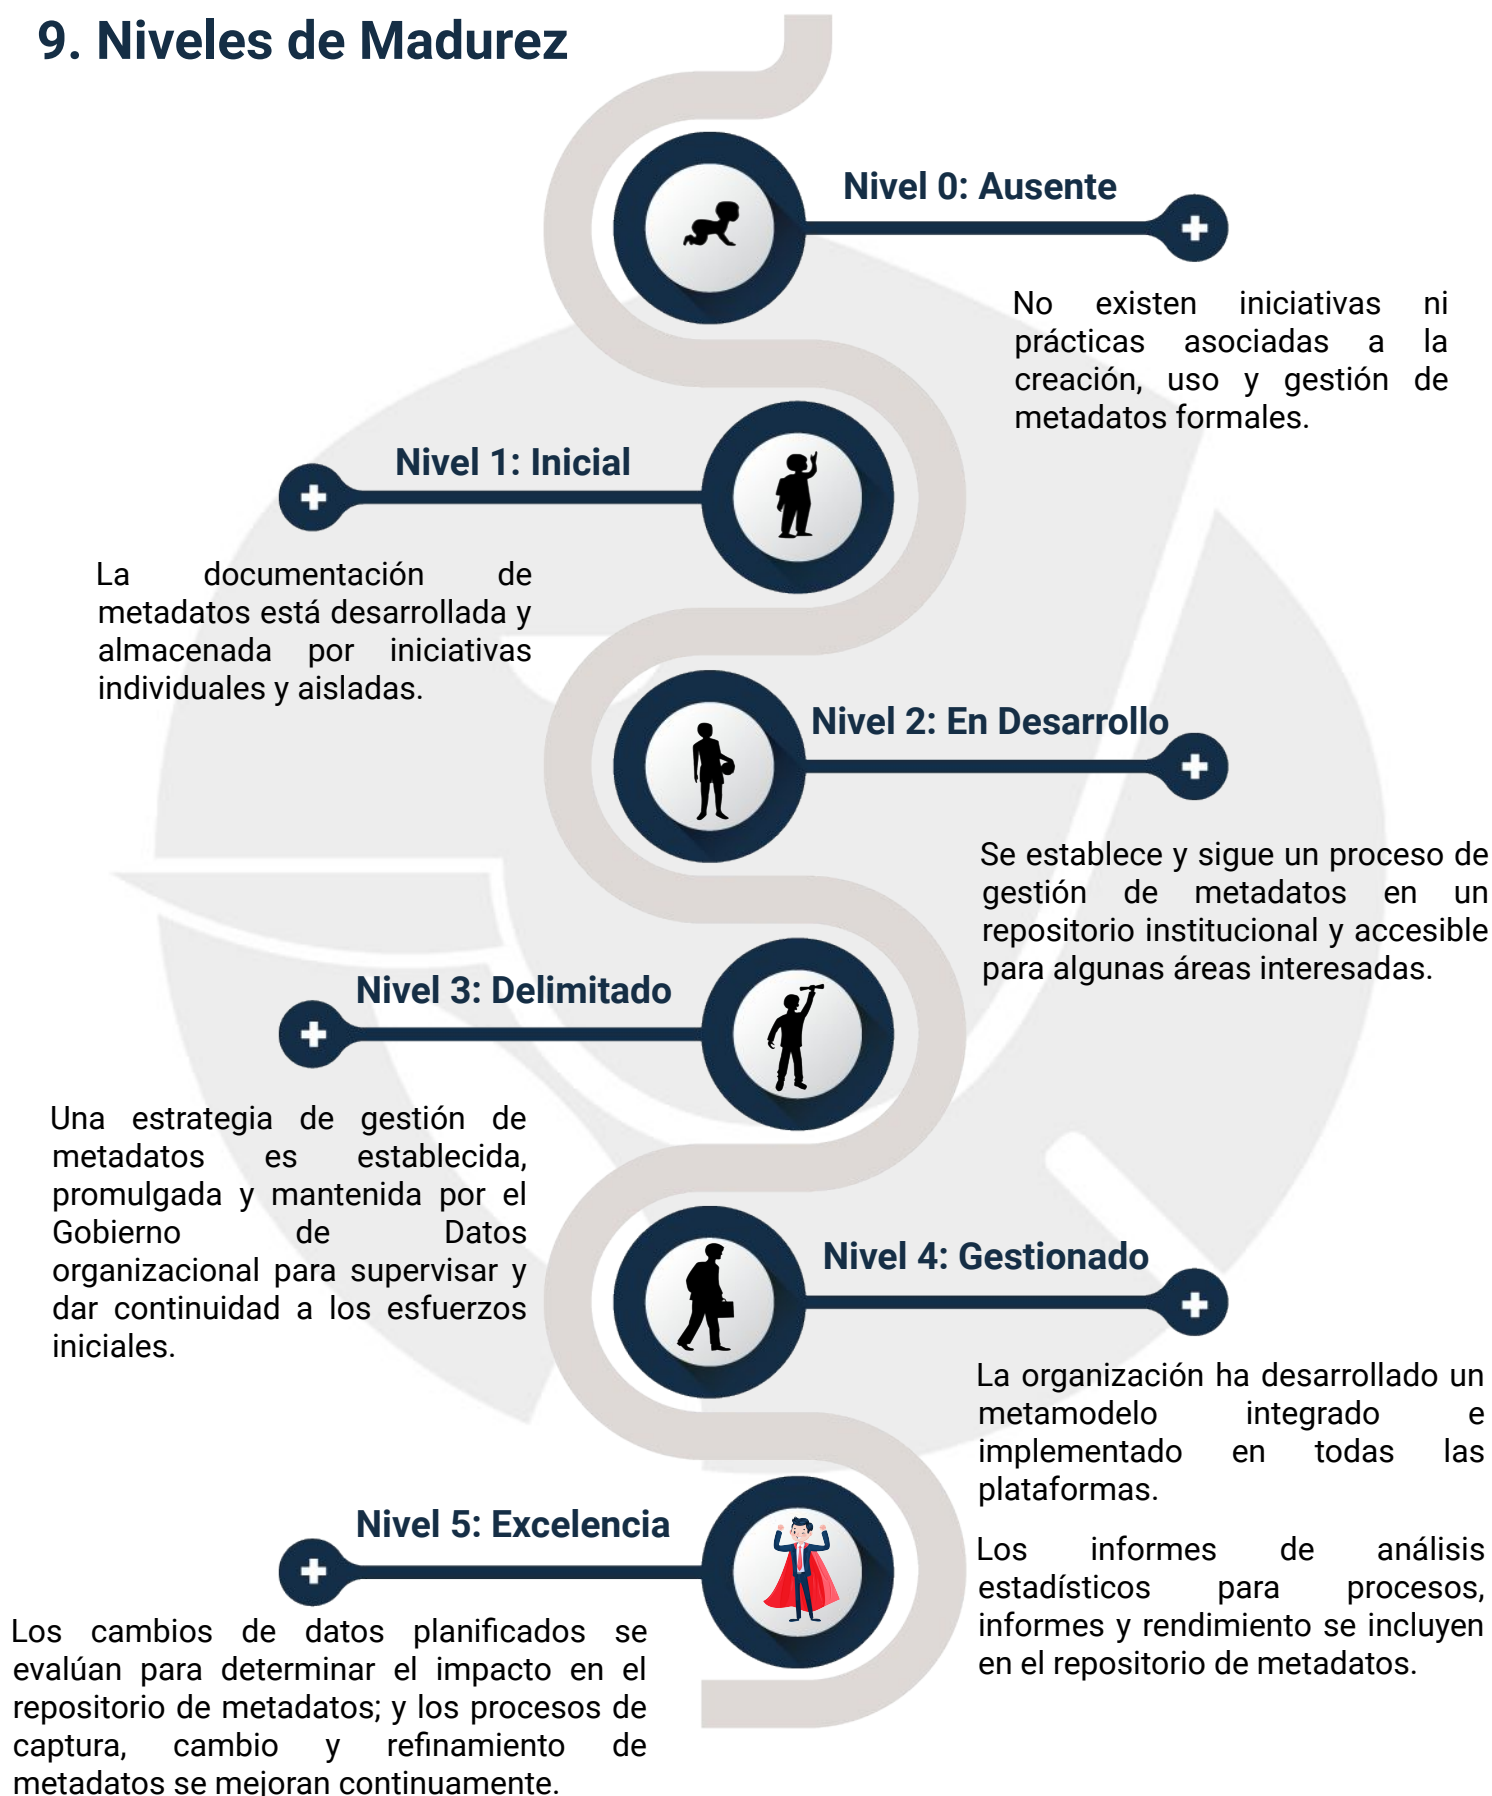 9. Niveles de Madurez
Nivel 0: Ausente
No existen iniciativas ni
prácticas asociadas a la
creación, uso y gestión de
metadatos formales.
Nivel 1: Inicial
La documentación de
metadatos está desarrollada y
almacenada por iniciativas
individuales y aisladas.
Nivel 2: En Desarrollo
Se establece y sigue un proceso de
gestión de metadatos en un
repositorio institucional y accesible
para algunas áreas interesadas.
Nivel 3: Delimitado
Una estrategia de gestión de
metadatos es establecida,
promulgada y mantenida por el
Gobierno de Datos
organizacional para supervisar y
dar continuidad a los esfuerzos
iniciales.
Nivel 4: Gestionado
La organización ha desarrollado un
metamodelo integrado e
implementado en todas las
plataformas.
Los informes de análisis
estadísticos para procesos,
informes y rendimiento se incluyen
en el repositorio de metadatos.
Nivel 5: Excelencia
Los cambios de datos planificados se
evalúan para determinar el impacto en el
repositorio de metadatos; y los procesos de
captura, cambio y refinamiento de
metadatos se mejoran continuamente.